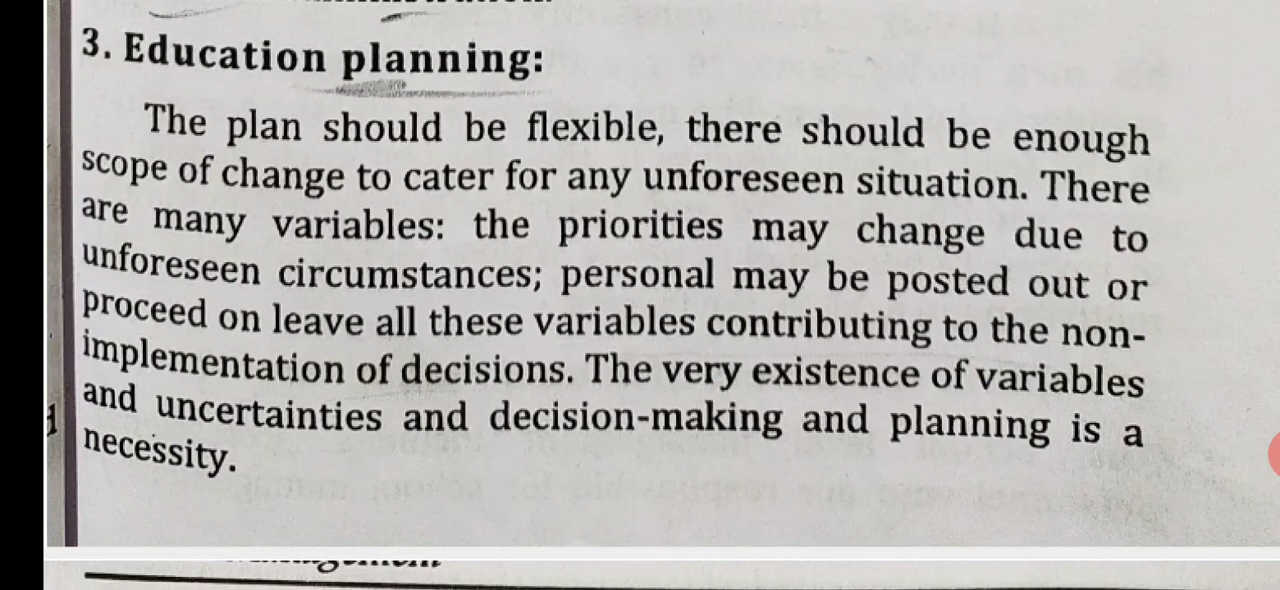 3. Education planning:
The plan should be flexible, there should be enough
scope of change to cater for any unforeseen situation. There
are many variables: the priorities may change due to
unforeseen circumstances; personal may be posted out or
proceed on leave all these variables contributing to the non-
implementation of decisions. The very existence of variables
and uncertainties and decision-making and planning is a
necessity.